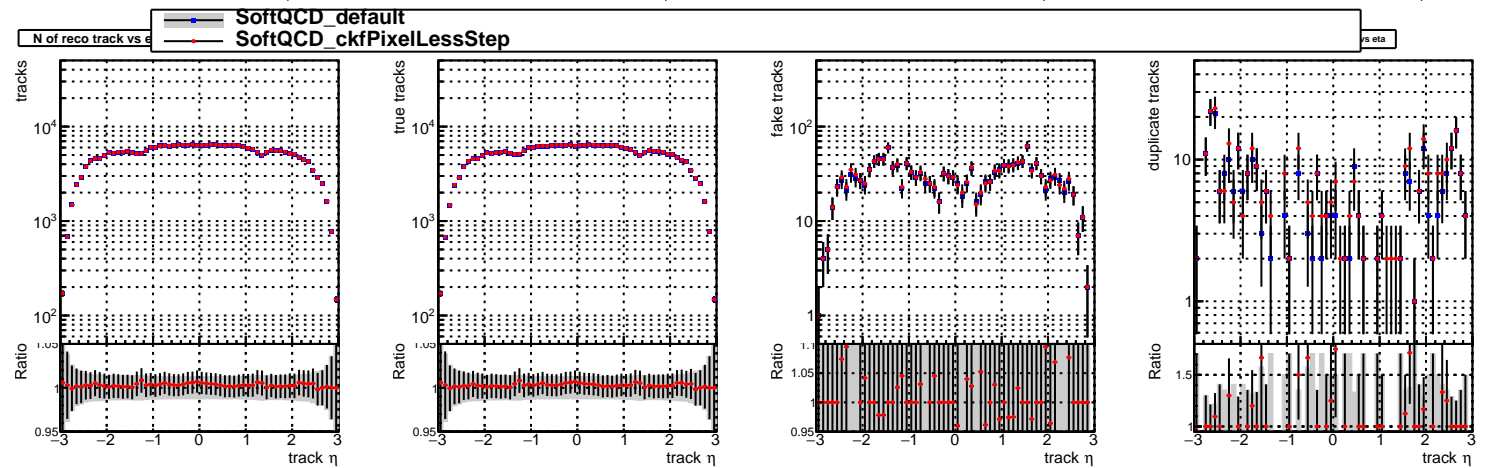 SoftQCD_default
SoftQCD_ckfPixelLessStep
N of reco track vs e
vs eta
tracks
10⁴
10³
10²
Ratio
1.05
1
0.95
−3 −2 −1 0 1 2 3
track η
true tracks
10⁴
10³
10²
Ratio
1.05
1
0.95
−3 −2 −1 0 1 2 3
track η
fake tracks
10²
10
1
Ratio
1.1
1.05
1
0.95
−3 −2 −1 0 1 2 3
track η
duplicate tracks
10
1
Ratio
1.5
1
−3 −2 −1 0 1 2 3
track η